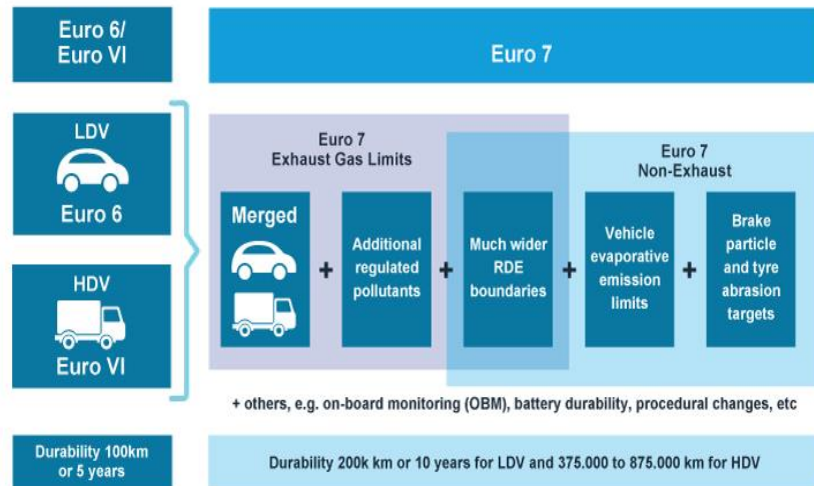 Euro 6/
Euro VI
Euro 7
LDV
Euro 6
HDV
Euro VI
Euro 7
Exhaust Gas Limits
Euro 7
Non-Exhaust
Merged
+
Additional
regulated
pollutants
+
Much wider
RDE
boundaries
+
Vehicle
evaporative
emission
limits
+
Brake
particle
and tyre
abrasion
targets
+ others, e.g. on-board monitoring (OBM), battery durability, procedural changes, etc
Durability 100km
or 5 years
Durability 200k km or 10 years for LDV and 375.000 to 875.000 km for HDV